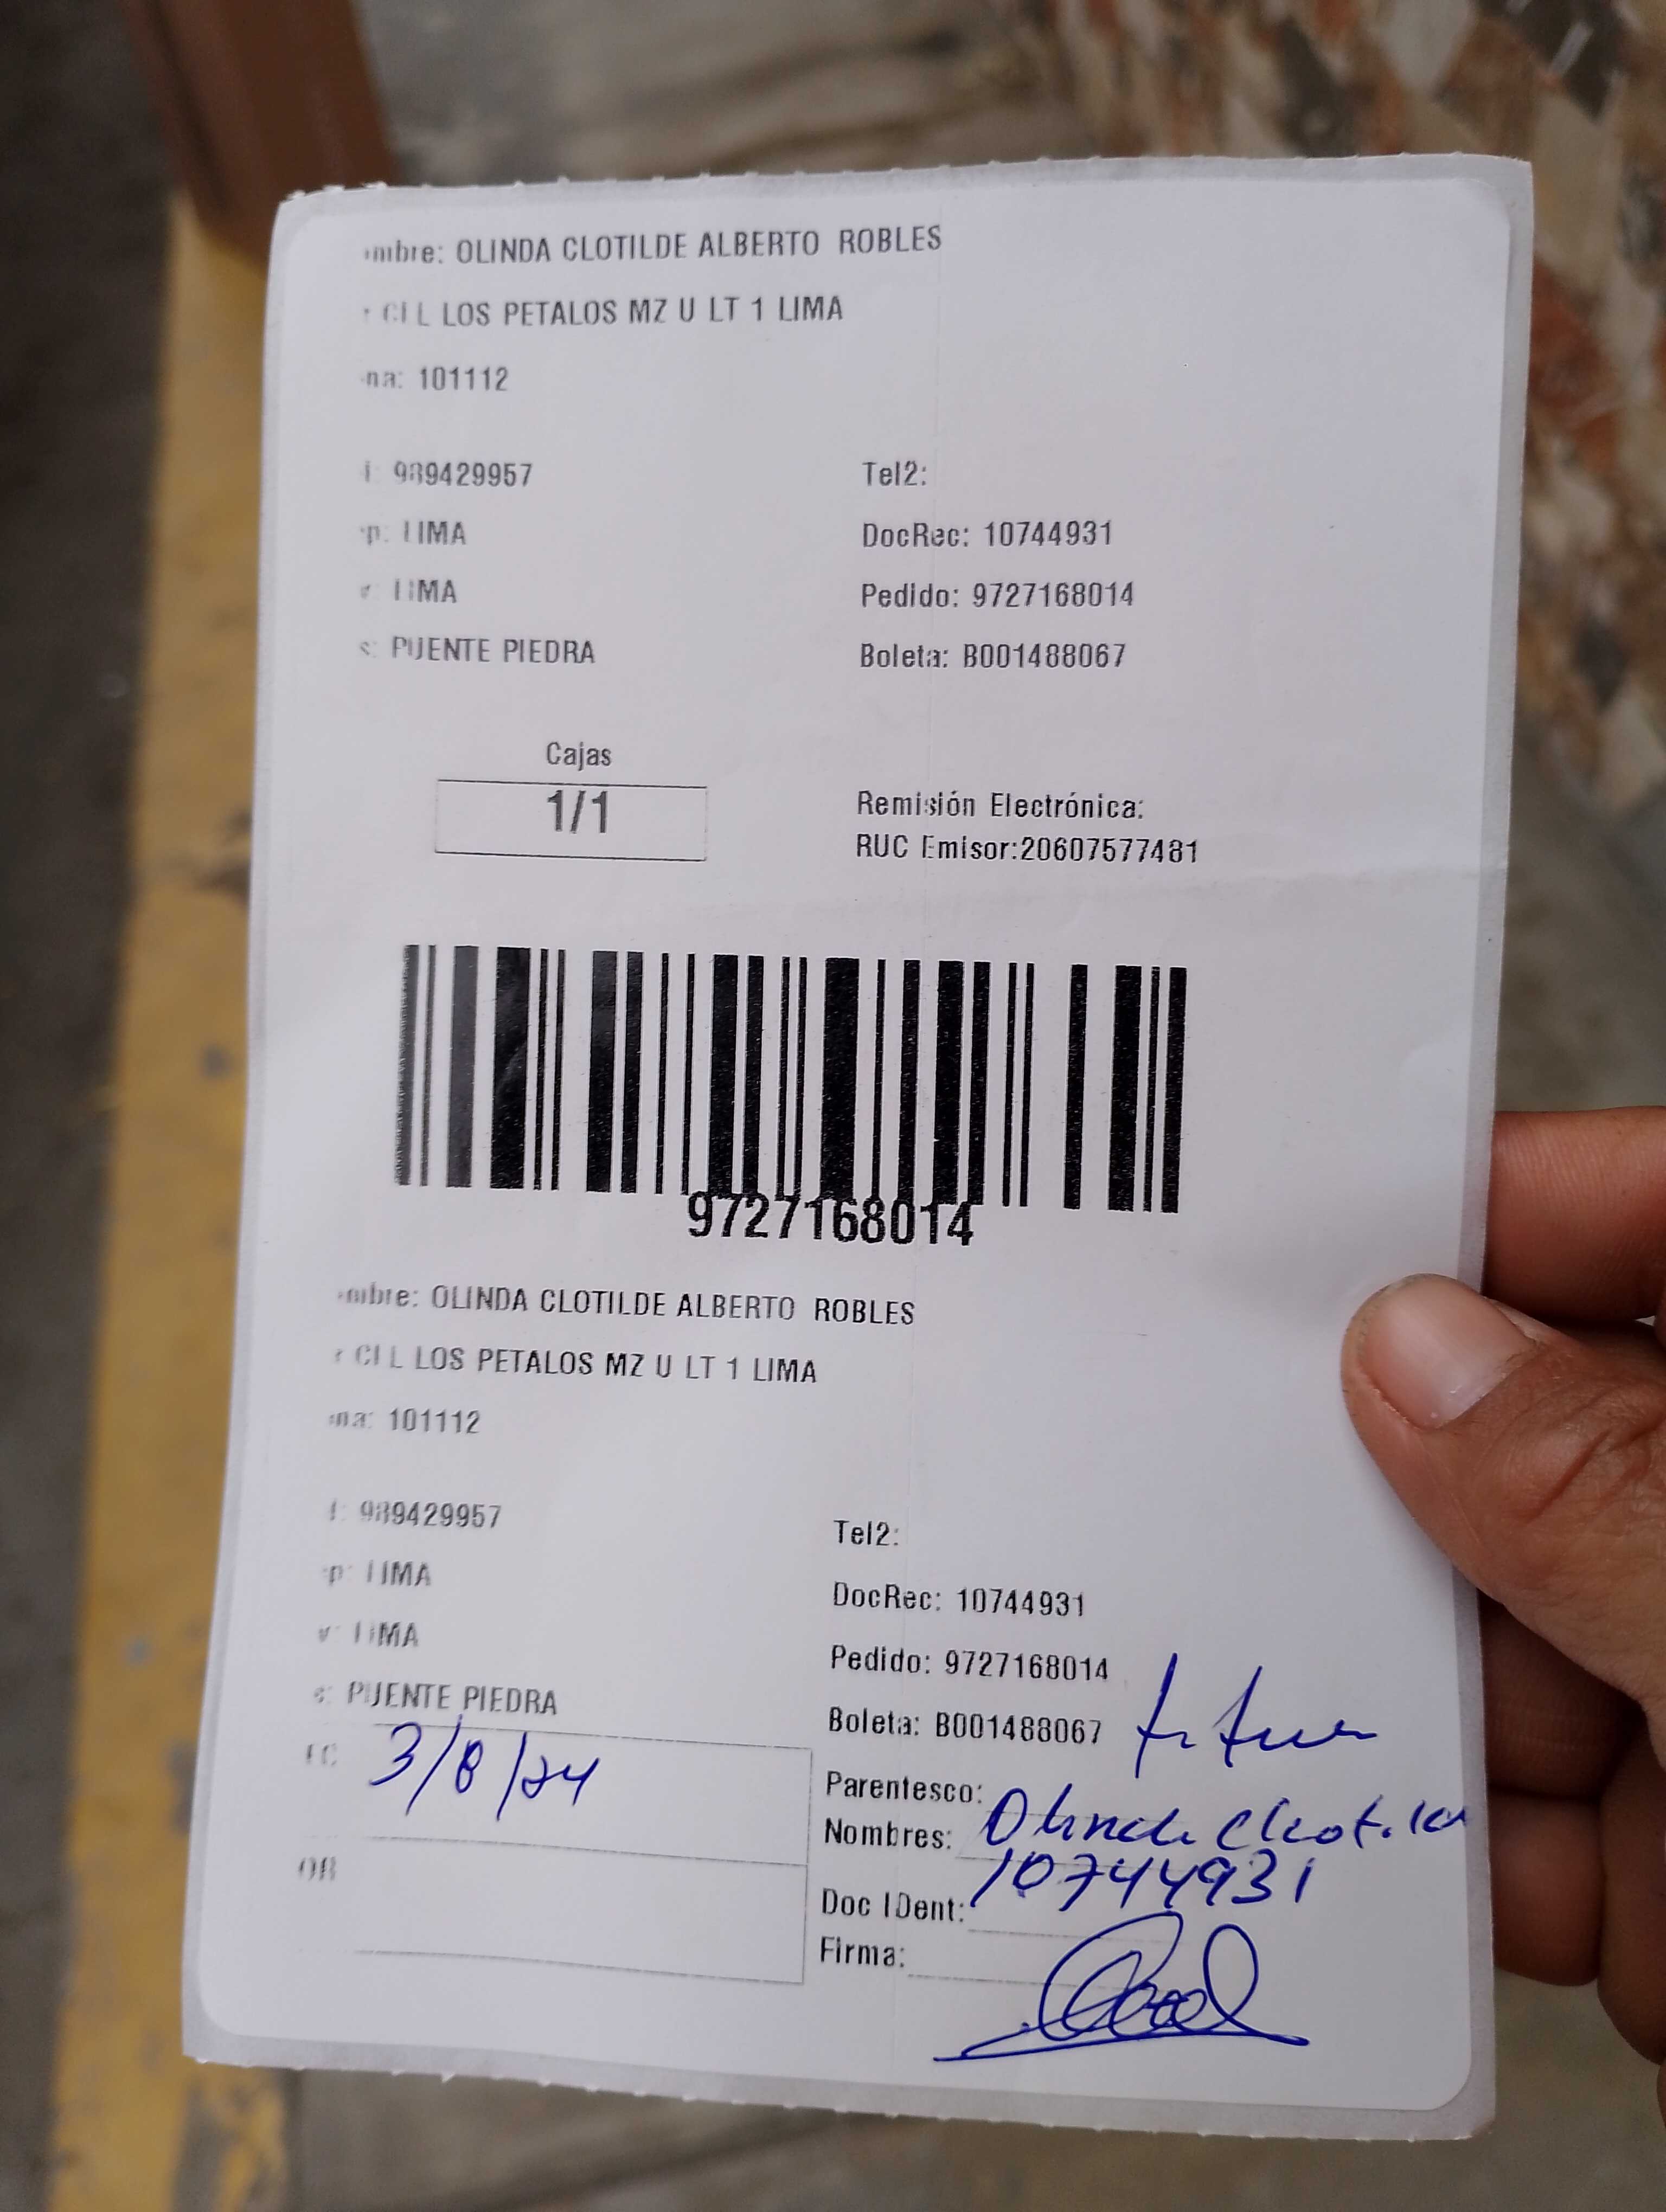 mbre: OLINDA CLOTILDE ALBERTO ROBLES
CLL LOS PETALOS MZ U LT 1 LIMA
na: 101112
: 989429957 Tel2:
p: LIMA DocRec: 10744931
v: LIMA Pedido: 9727168014
s: PUENTE PIEDRA Boleta: B001488067
Cajas
1/1
Remisión Electrónica:
RUC Emisor:20607577481
9727168014
mbre: OLINDA CLOTILDE ALBERTO ROBLES
CLL LOS PETALOS MZ U LT 1 LIMA
na: 101112
: 989429957 Tel2:
p: LIMA DocRec: 10744931
v: LIMA Pedido: 9727168014
s: PUENTE PIEDRA Boleta: B001488067
3/8/24 Parentesco:
Nombres: Olinda Clotilda
Doc IDent: 10744931
Firma: